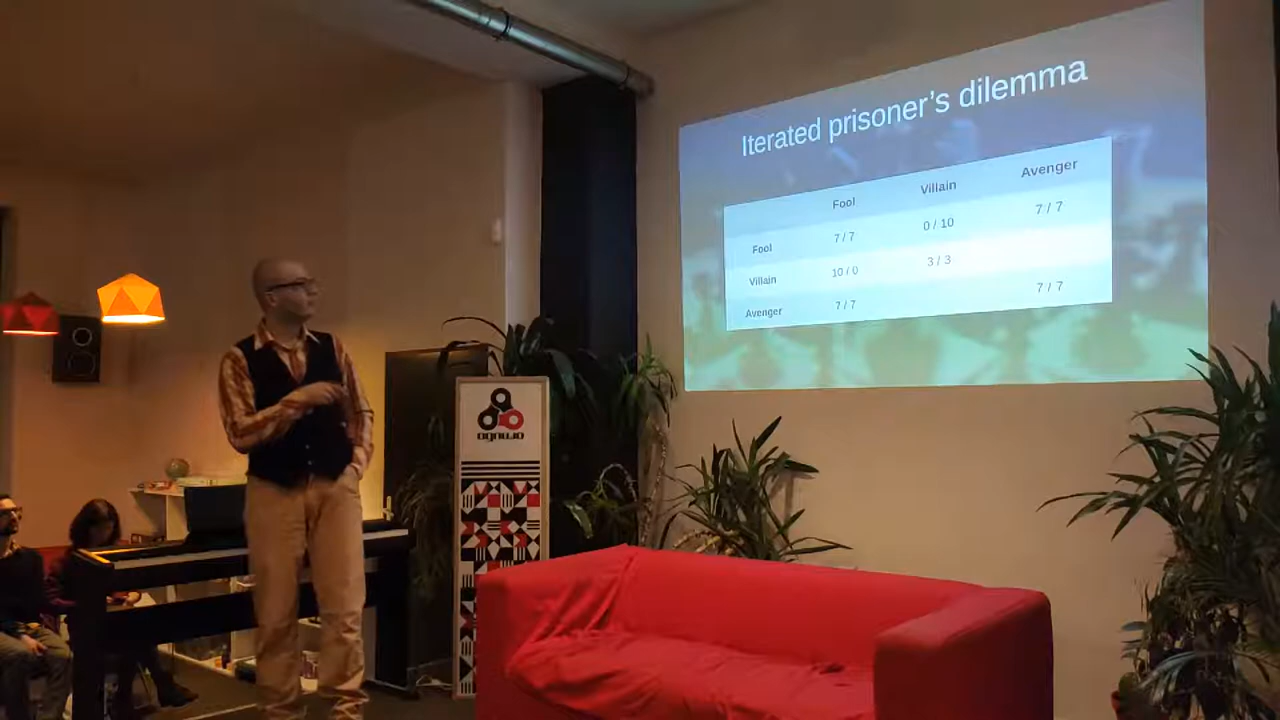 Iterated prisoner's dilemma
Fool Villain Avenger
Fool 7 / 7 0 / 10 7 / 7
Villain 10 / 0 3 / 3
Avenger 7 / 7 7 / 7
ognujo